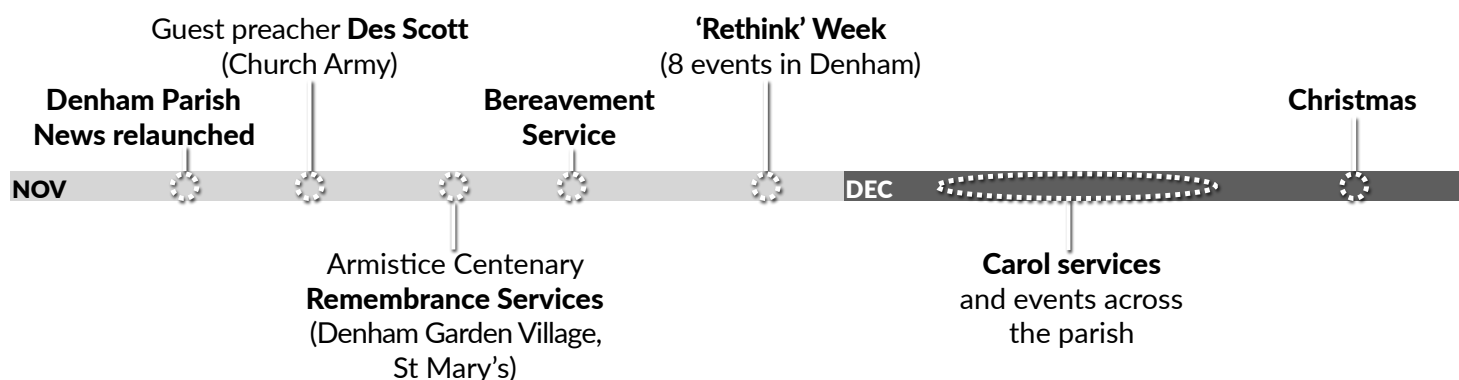 Guest preacher Des Scott
(Church Army)
‘Rethink’ Week
(8 events in Denham)
Denham Parish
News relaunched
Bereavement
Service
Christmas
NOV
DEC
Armistice Centenary
Remembrance Services
(Denham Garden Village,
St Mary’s)
Carol services
and events across
the parish